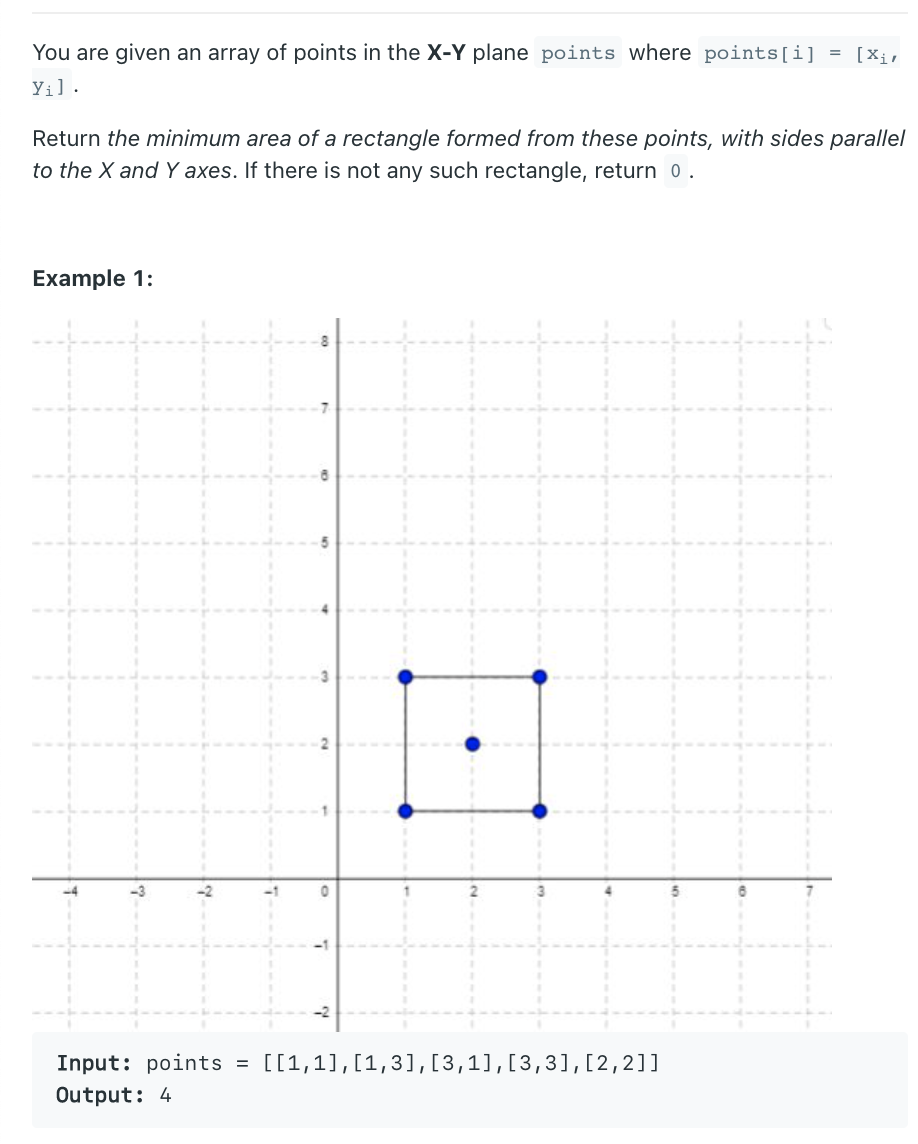 You are given an array of points in the X-Y plane points where points[i] = [xᵢ,
yᵢ] .
Return the minimum area of a rectangle formed from these points, with sides parallel
to the X and Y axes. If there is not any such rectangle, return 0 .
Example 1:
8
7
6
5
4
3
2
1
-4 -3 -2 -1 0 1 2 3 4 5 6 7
-1
-2
Input: points = [[1,1],[1,3],[3,1],[3,3],[2,2]]
Output: 4